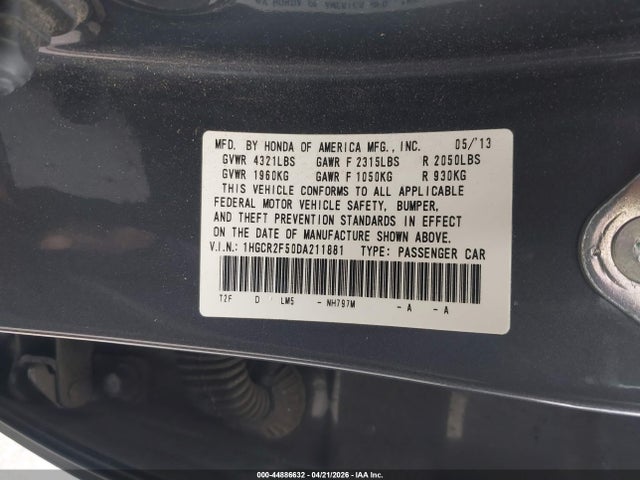 MFD. BY HONDA OF AMERICA MFG., INC. 05/'13
GVWR 4321LBS GAWR F 2315LBS R 2050LBS
GVWR 1960KG GAWR F 1050KG R 930KG
THIS VEHICLE CONFORMS TO ALL APPLICABLE
FEDERAL MOTOR VEHICLE SAFETY, BUMPER,
AND THEFT PREVENTION STANDARDS IN EFFECT
ON THE DATE OF MANUFACTURE SHOWN ABOVE.
V.I.N.: 1HGCR2F50DA211881 TYPE: PASSENGER CAR
T2F D LM5 - NH797M - A - A
000-44886632 - 04/21/2026 - IAA Inc.